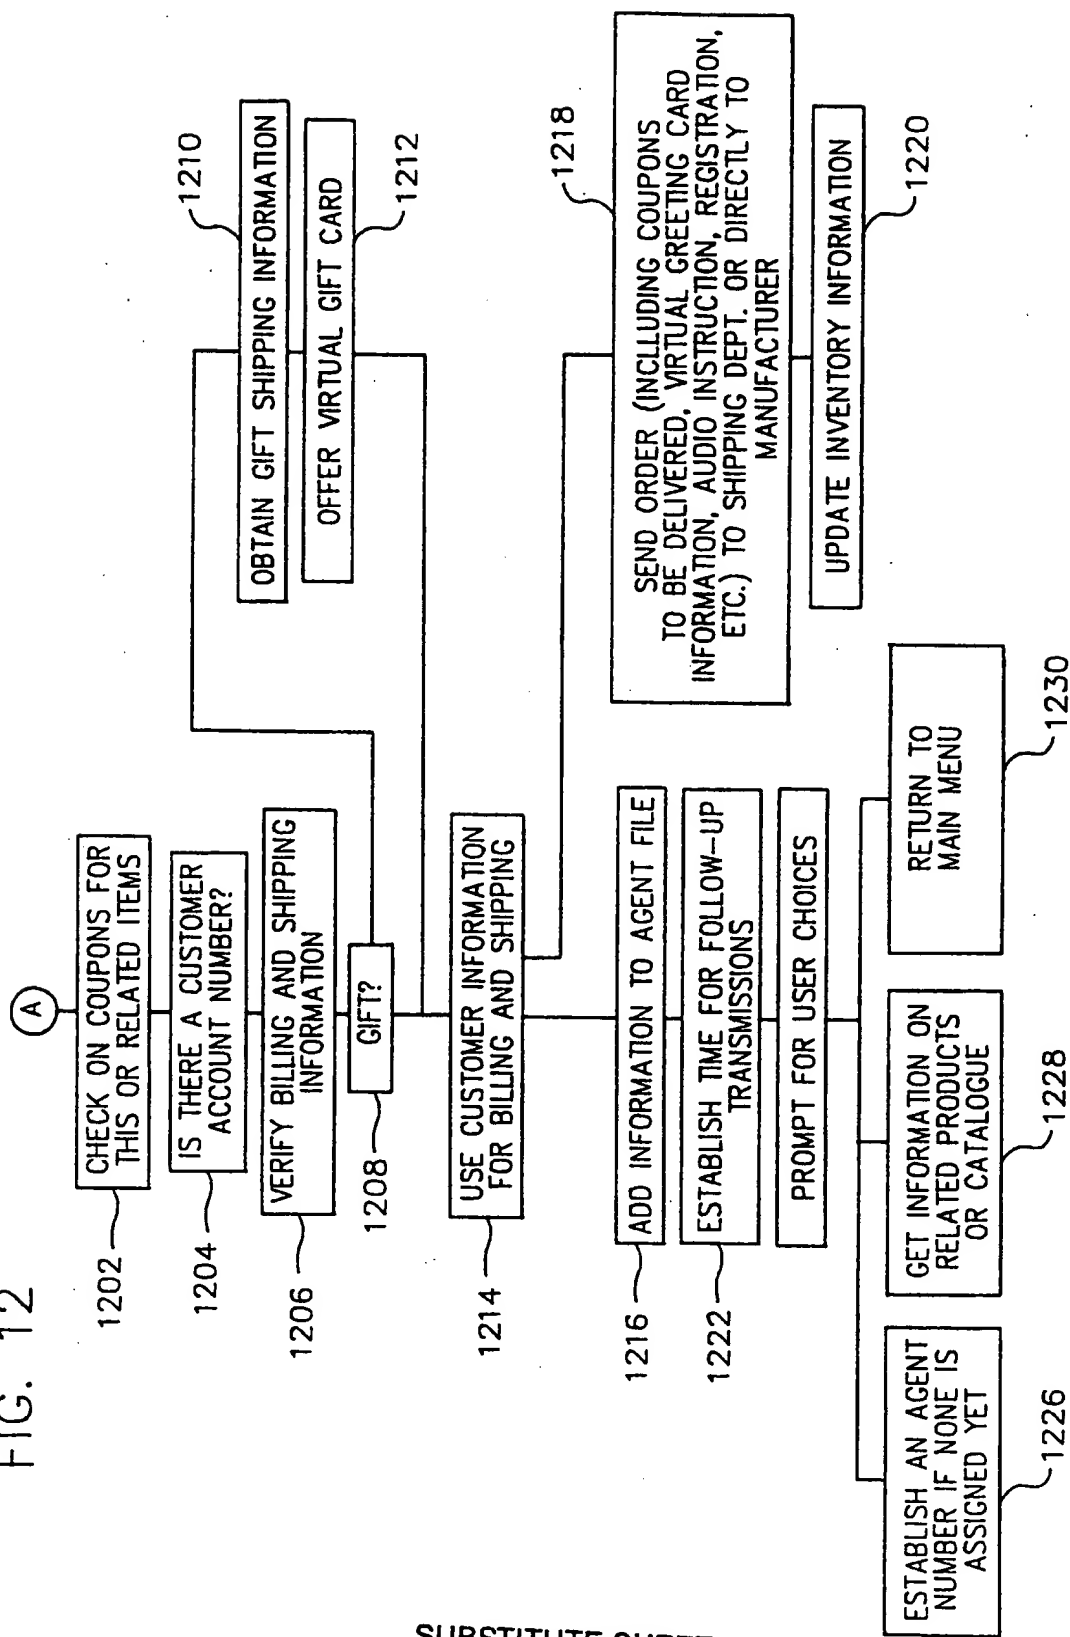 FIG. 12
A
CHECK ON COUPONS FOR
THIS OR RELATED ITEMS
1202
IS THERE A CUSTOMER
ACCOUNT NUMBER?
1204
VERIFY BILLING AND SHIPPING
INFORMATION
1206
GIFT?
1208
OBTAIN GIFT SHIPPING INFORMATION
1210
OFFER VIRTUAL GIFT CARD
1212
USE CUSTOMER INFORMATION
FOR BILLING AND SHIPPING
1214
SEND ORDER (INCLUDING COUPONS
TO BE DELIVERED, VIRTUAL GREETING CARD
INFORMATION, AUDIO INSTRUCTION, REGISTRATION,
ETC.) TO SHIPPING DEPT. OR DIRECTLY TO
MANUFACTURER
1218
UPDATE INVENTORY INFORMATION
1220
ADD INFORMATION TO AGENT FILE
1216
ESTABLISH TIME FOR FOLLOW-UP
TRANSMISSIONS
1222
PROMPT FOR USER CHOICES
ESTABLISH AN AGENT
NUMBER IF NONE IS
ASSIGNED YET
1226
GET INFORMATION ON
RELATED PRODUCTS
OR CATALOGUE
1228
RETURN TO
MAIN MENU
1230
SUBSTITUTE SHEET